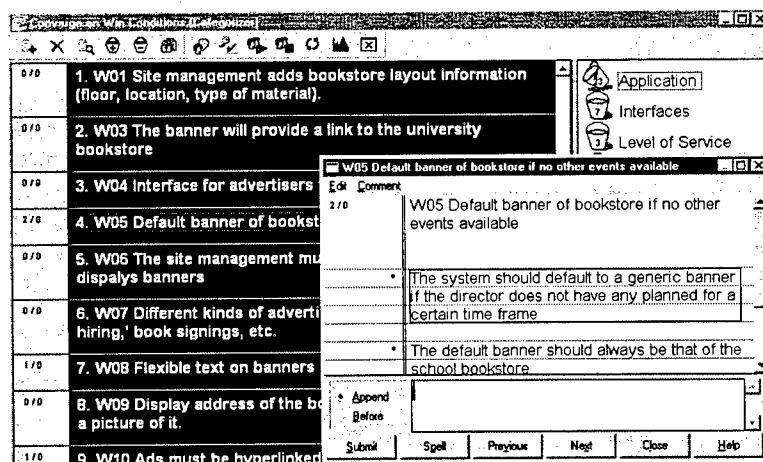 Converge on Win Conditions [Categorizer]
0/0
1. W01 Site management adds bookstore layout information
(floor, location, type of material).
0/0
2. W03 The banner will provide a link to the university
bookstore
0/0
3. W04 Interface for advertisers
2/0
4. W05 Default banner of bookst
0/0
5. W06 The site management mu
dispalys banners
0/0
6. W07 Different kinds of adverti
hiring,' book signings, etc.
1/0
7. W08 Flexible text on banners
0/0
8. W09 Display address of the bo
a picture of it.
1/0
9. W10 Ads must be hyperlinked
Application
7 Interfaces
3 Level of Service
W05 Default banner of bookstore if no other events available
Edit Comment
2/0
W05 Default banner of bookstore if no other
events available
• The system should default to a generic banner
if the director does not have any planned for a
certain time frame
• The default banner should always be that of the
school bookstore
Append
Before
Submit Spell Previous Next Close Help